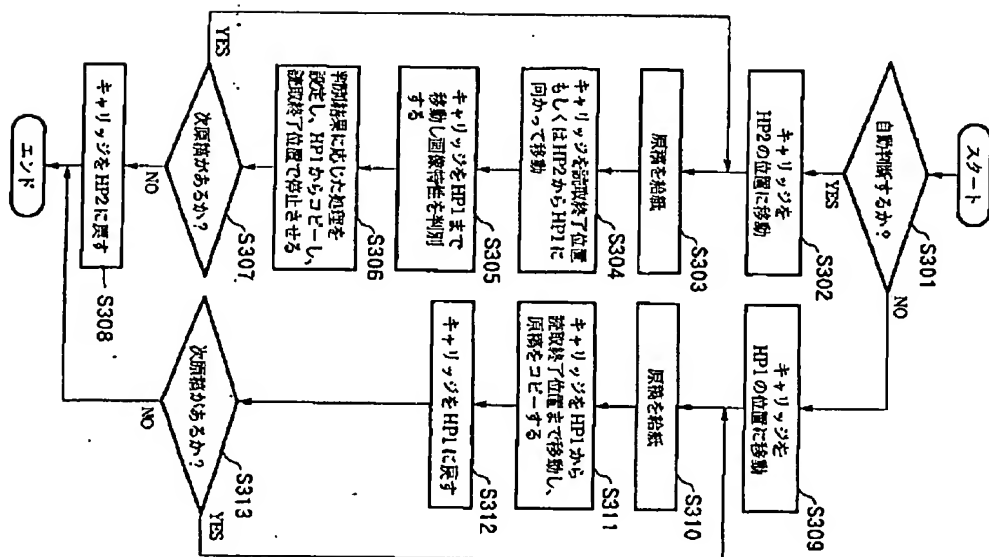 スタート
自動判断するか?
S301
YES
NO
キャリッジを
HP2の位置に移動
S302
原稿を給紙
S303
キャリッジを読取終了位置
もしくはHP2からHP1に
向かって移動
S304
キャリッジをHP1まで
移動し画像特性を判別
する
S305
判別結果に応じた処理を
設定し、HP1からコピーし、
読取終了位置で停止させる
S306
次原稿があるか?
S307
YES
NO
キャリッジをHP2に戻す
S308
エンド
キャリッジを
HP1の位置に移動
S309
原稿を給紙
S310
キャリッジをHP1から
読取終了位置まで移動し、
原稿をコピーする
S311
キャリッジをHP1に戻す
S312
次原稿があるか?
S313
YES
NO